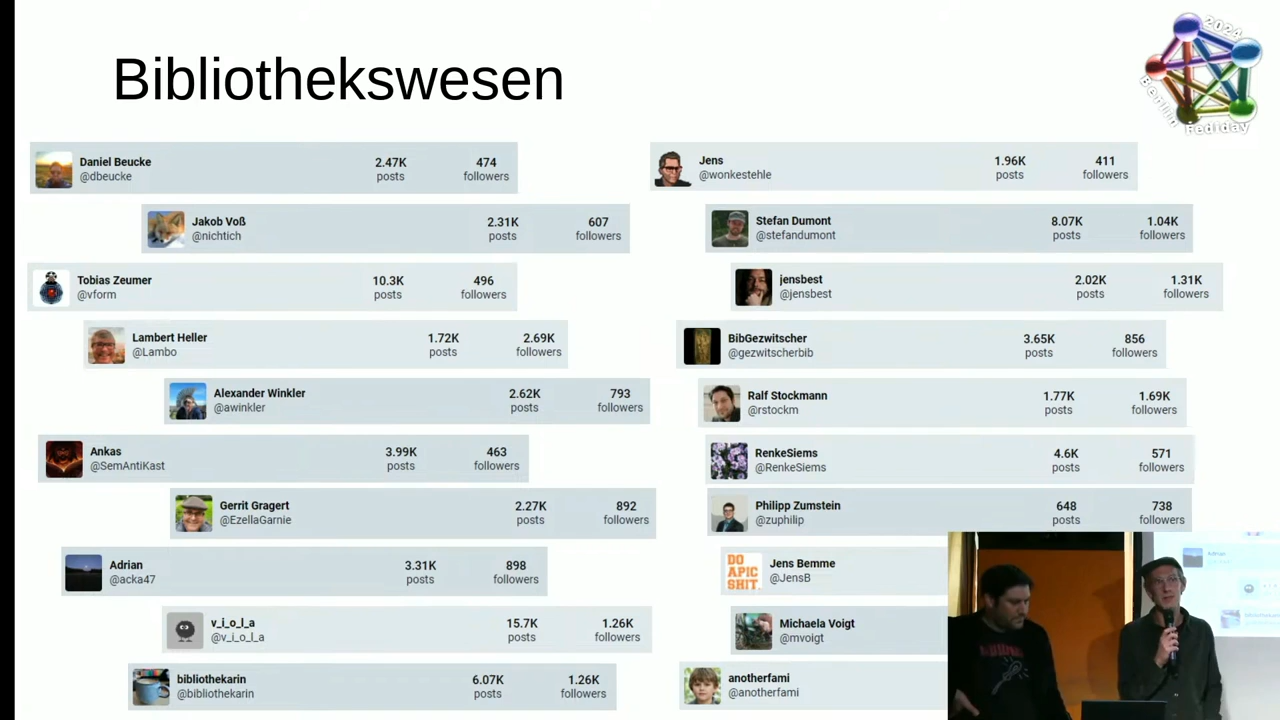 Bibliothekswesen
2024
Berlin Fediday
Daniel Beucke 2.47K 474
@dbeucke posts followers
Jakob Voß 2.31K 607
@nichtich posts followers
Tobias Zeumer 10.3K 496
@vform posts followers
Lambert Heller 1.72K 2.69K
@Lambo posts followers
Alexander Winkler 2.62K 793
@awinkler posts followers
Ankas 3.99K 463
@SemAntiKast posts followers
Gerrit Gragert 2.27K 892
@EzellaGarnie posts followers
Adrian 3.31K 898
@acka47 posts followers
v_i_o_l_a 15.7K 1.26K
@v_i_o_l_a posts followers
bibliothekarin 6.07K 1.26K
@bibliothekarin posts followers
Jens 1.96K 411
@wonkestehle posts followers
Stefan Dumont 8.07K 1.04K
@stefandumont posts followers
jensbest 2.02K 1.31K
@jensbest posts followers
BibGezwitscher 3.65K 856
@gezwitscherbib posts followers
Ralf Stockmann 1.77K 1.69K
@rstockm posts followers
RenkeSiems 4.6K 571
@RenkeSiems posts followers
Philipp Zumstein 648 738
@zuphilip posts followers
DO
APIC
SHIT.
Jens Bemme
@JensB
Michaela Voigt
@mvoigt
anotherfami
@anotherfami
Adrian